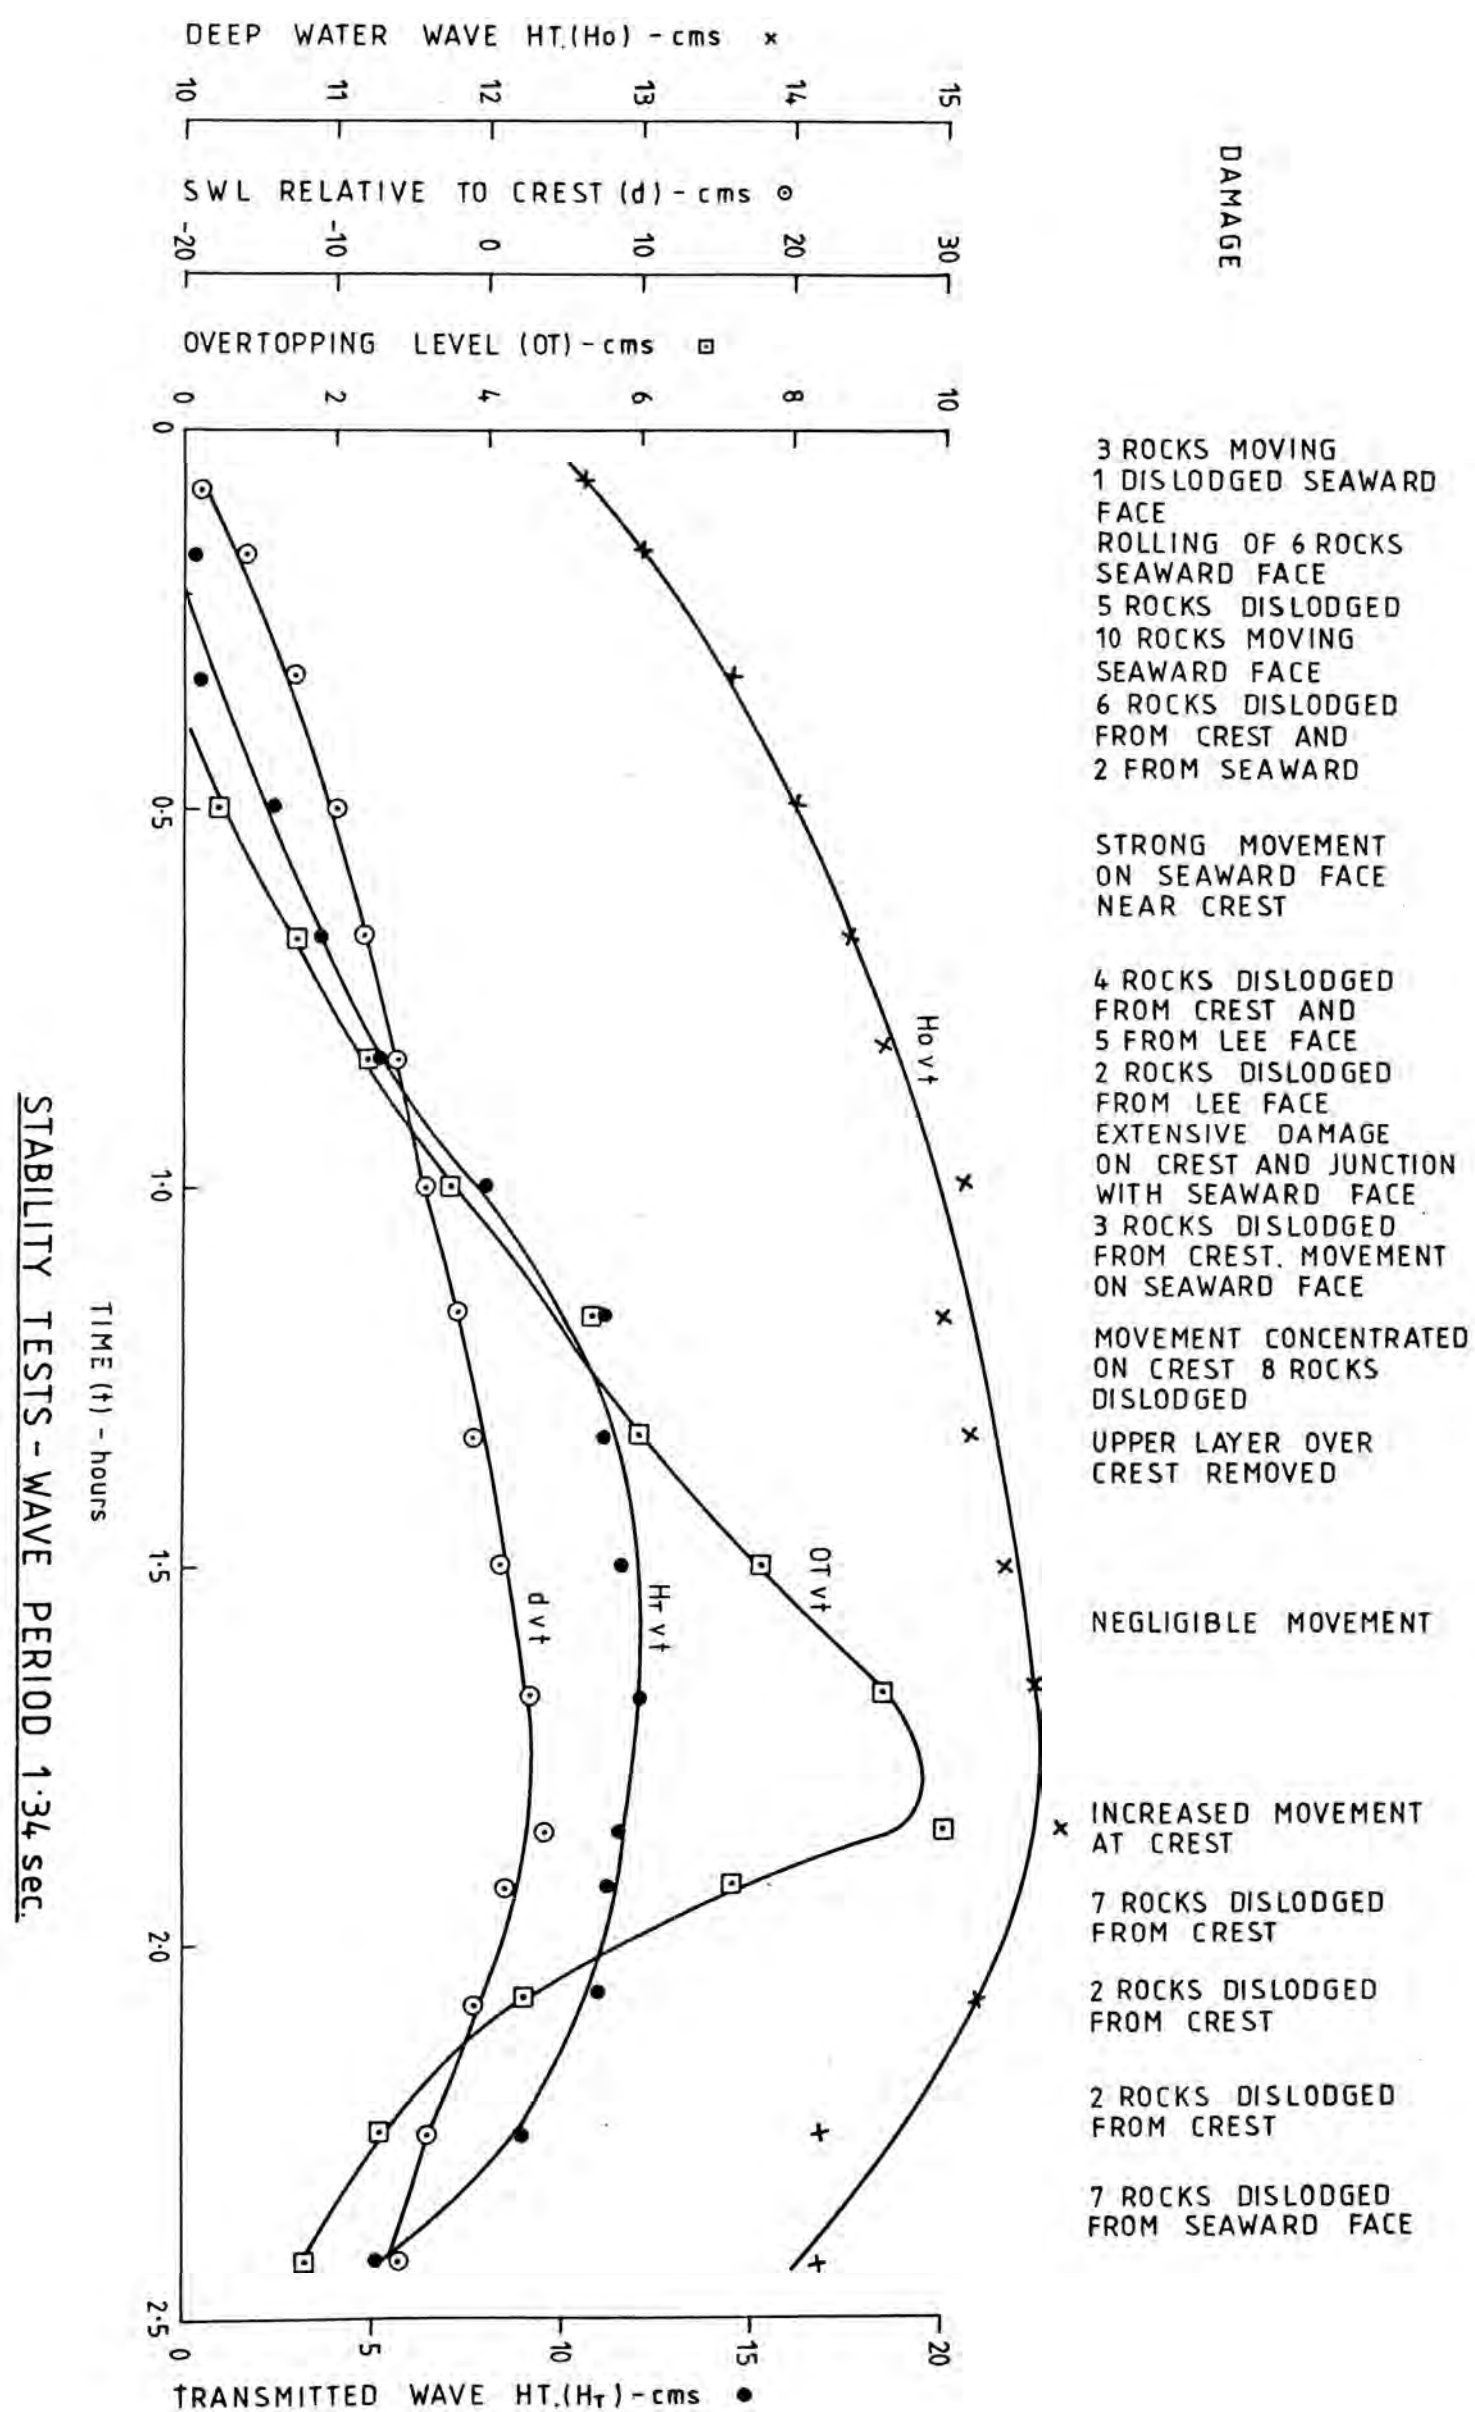 DEEP WATER WAVE HT.(Ho) - cms x
10 11 12 13 14 15
SWL RELATIVE TO CREST (d) - cms ⊙
-20 -10 0 10 20 30
OVERTOPPING LEVEL (OT) - cms ⊡
0 2 4 6 8 10
DAMAGE
3 ROCKS MOVING
1 DISLODGED SEAWARD
FACE
ROLLING OF 6 ROCKS
SEAWARD FACE
5 ROCKS DISLODGED
10 ROCKS MOVING
SEAWARD FACE
6 ROCKS DISLODGED
FROM CREST AND
2 FROM SEAWARD
STRONG MOVEMENT
ON SEAWARD FACE
NEAR CREST
4 ROCKS DISLODGED
FROM CREST AND
5 FROM LEE FACE
2 ROCKS DISLODGED
FROM LEE FACE
EXTENSIVE DAMAGE
ON CREST AND JUNCTION
WITH SEAWARD FACE
3 ROCKS DISLODGED
FROM CREST. MOVEMENT
ON SEAWARD FACE
MOVEMENT CONCENTRATED
ON CREST 8 ROCKS
DISLODGED
UPPER LAYER OVER
CREST REMOVED
NEGLIGIBLE MOVEMENT
INCREASED MOVEMENT
AT CREST
7 ROCKS DISLODGED
FROM CREST
2 ROCKS DISLODGED
FROM CREST
2 ROCKS DISLODGED
FROM CREST
7 ROCKS DISLODGED
FROM SEAWARD FACE
Ho v t
OT v t
HT v t
d v t
0 0·5 1·0 1·5 2·0 2·5
TIME (t) - hours
0 5 10 15 20
TRANSMITTED WAVE HT.(HT) - cms ●
STABILITY TESTS - WAVE PERIOD 1·34 sec.